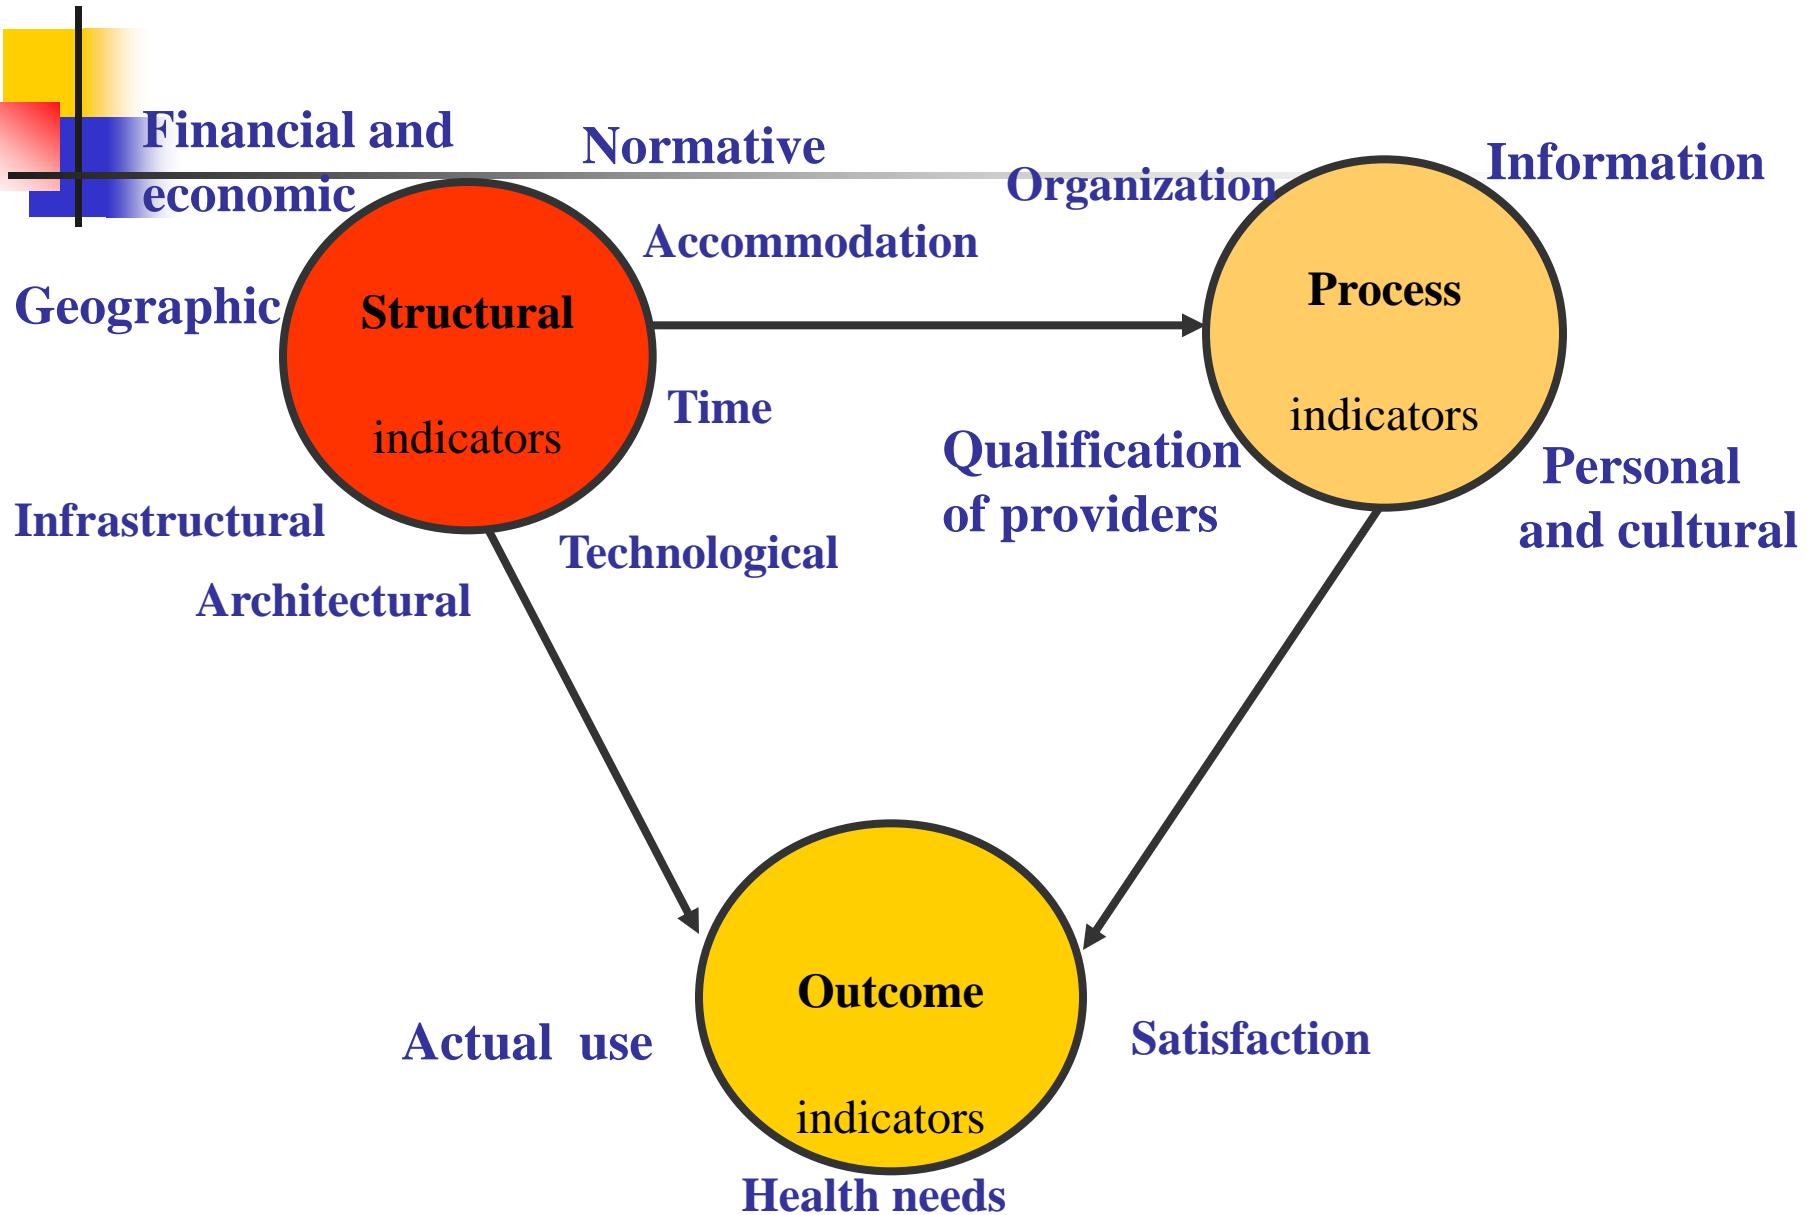 Financial and
economic
Normative
Organization
Information
Accommodation
Geographic
Structural
indicators
Process
indicators
Time
Qualification
of providers
Personal
and cultural
Infrastructural
Technological
Architectural
Outcome
indicators
Actual  use
Satisfaction
Health needs